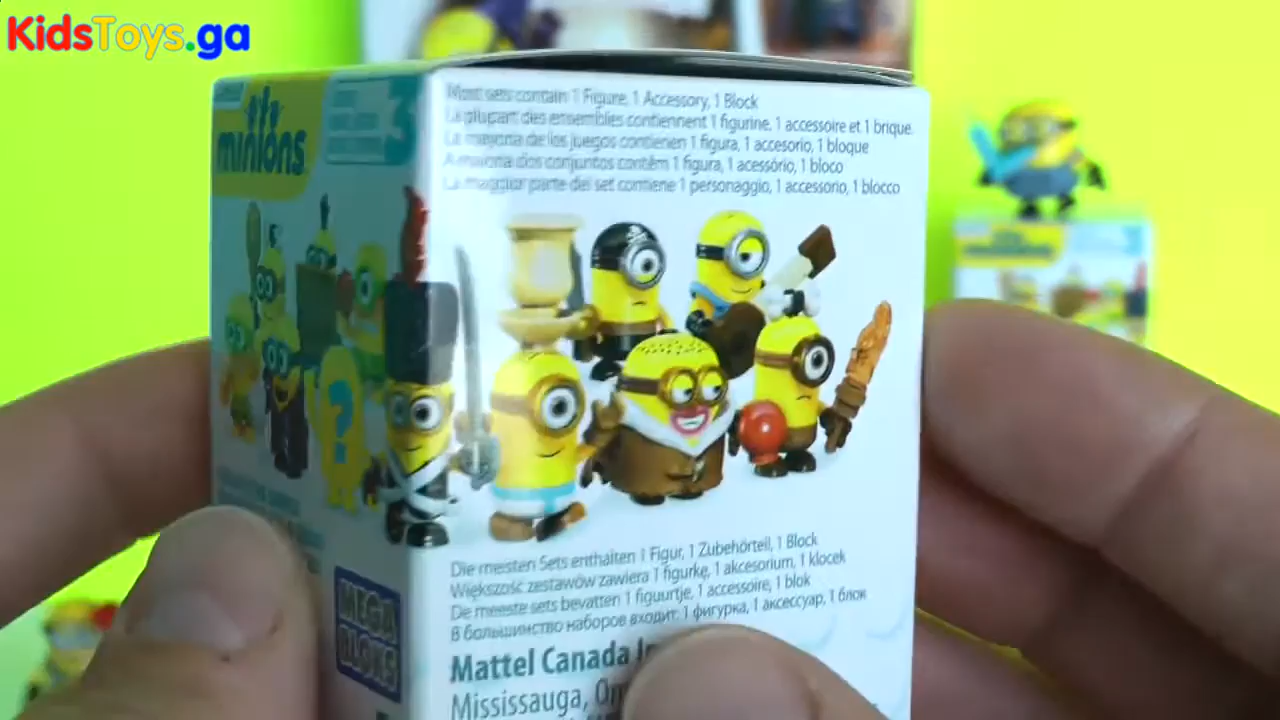 KidsToys.ga
minions
3
Most sets contain 1 Figure, 1 Accessory, 1 Block
La plupart des ensembles contiennent 1 figurine, 1 accessoire et 1 brique.
La mayoría de los juegos contienen 1 figura, 1 accesorio, 1 bloque
A maioria dos conjuntos contêm 1 figura, 1 acessório, 1 bloco
La maggior parte dei set contiene 1 personaggio, 1 accessorio, 1 blocco
?
Die meisten Sets enthalten 1 Figur, 1 Zubehörteil, 1 Block
Większość zestawów zawiera 1 figurkę, 1 akcesorium, 1 klocek
De meeste sets bevatten 1 figuurtje, 1 accessoire, 1 blok
В большинство наборов входит: 1 фигурка, 1 аксессуар, 1 блок
MEGA
BLOKS
Mattel Canada
Mississauga,